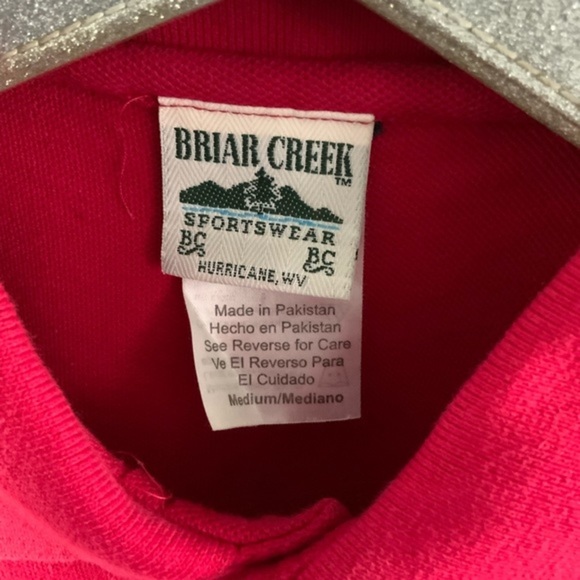 BRIAR CREEK
TM
SPORTSWEAR
BC BC
HURRICANE, WV
Made in Pakistan
Hecho en Pakistan
See Reverse for Care
Ve El Reverso Para
El Cuidado
Medium/Mediano